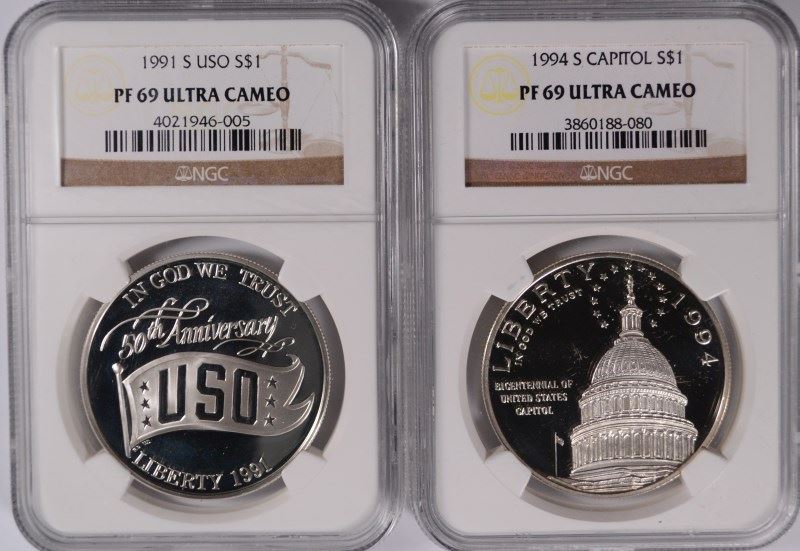 1991 S USO S$1
PF 69 ULTRA CAMEO
4021946-005
NGC
IN GOD WE TRUST
50th Anniversary
USO
LIBERTY 1991
1994 S CAPITOL S$1
PF 69 ULTRA CAMEO
3860188-080
NGC
LIBERTY
IN GOD WE TRUST
1994
BICENTENNIAL OF
UNITED STATES
CAPITOL